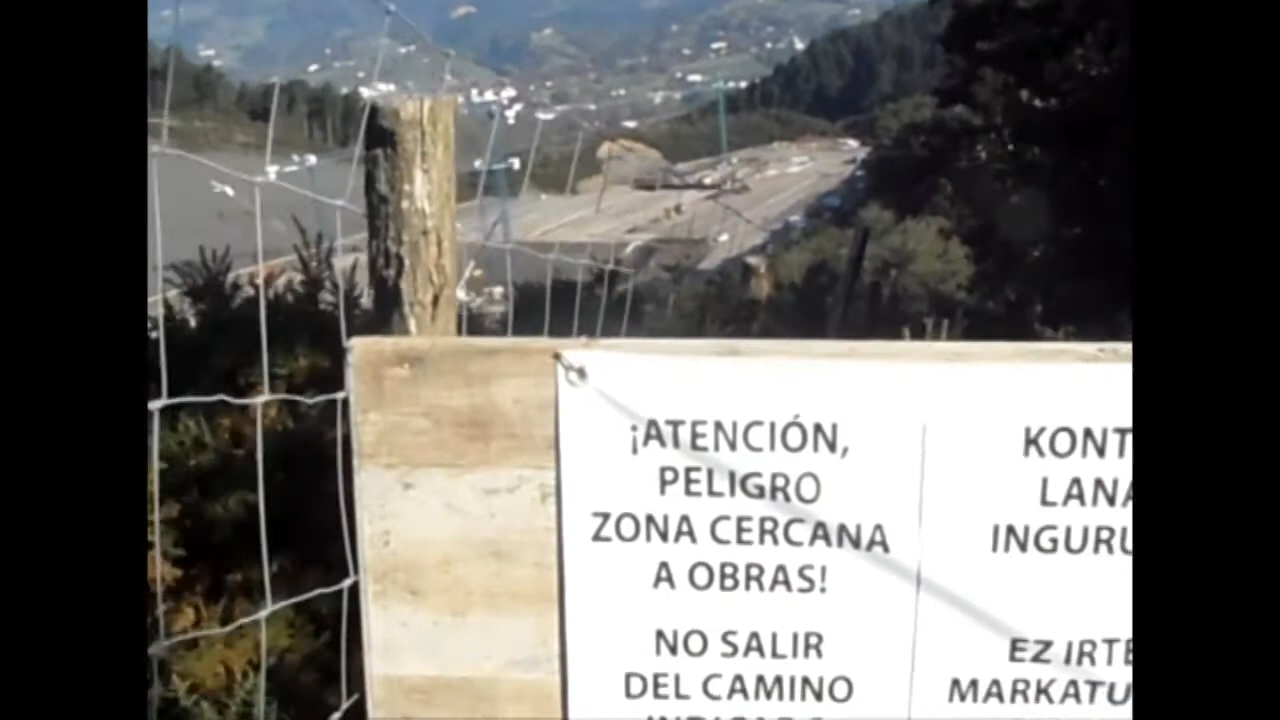 ¡ATENCIÓN,
PELIGRO
ZONA CERCANA
A OBRAS!
NO SALIR
DEL CAMINO
KONT
LANA
INGURU
EZ IRTE
MARKATU